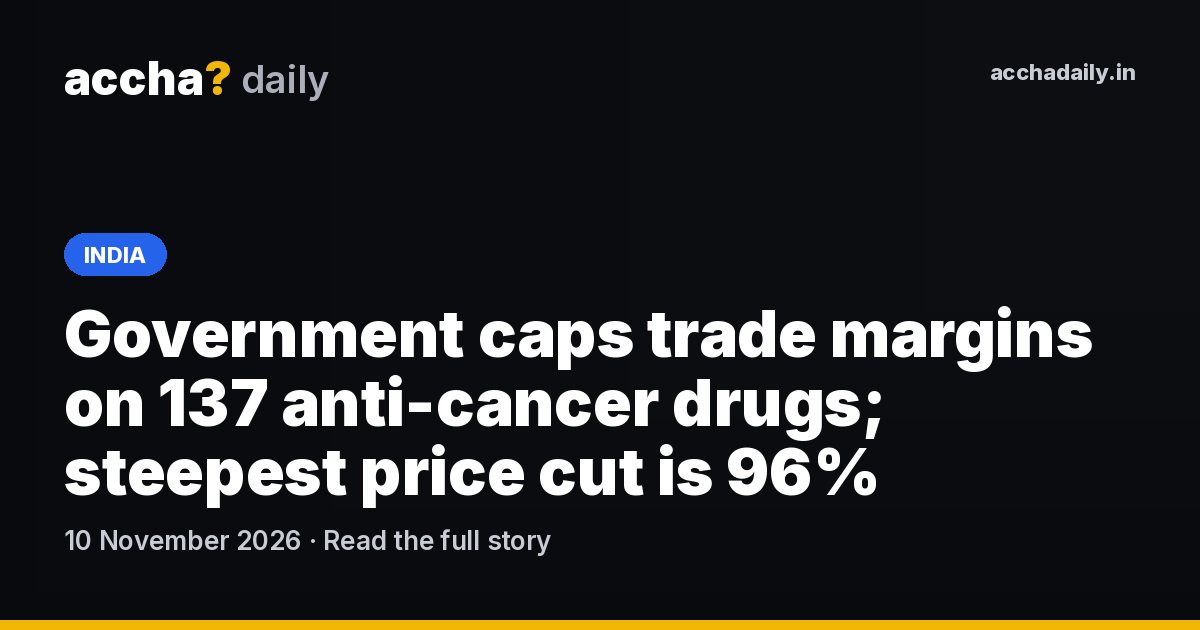 accha? daily
acchadaily.in
INDIA
Government caps trade margins
on 137 anti-cancer drugs;
steepest price cut is 96%
10 November 2026 · Read the full story